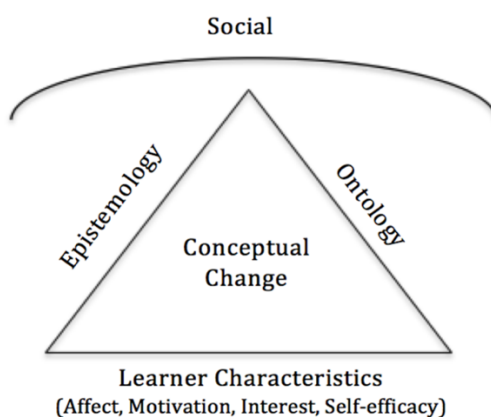 Social
Epistemology
Ontology
Conceptual
Change
Learner Characteristics
(Affect, Motivation, Interest, Self-efficacy)